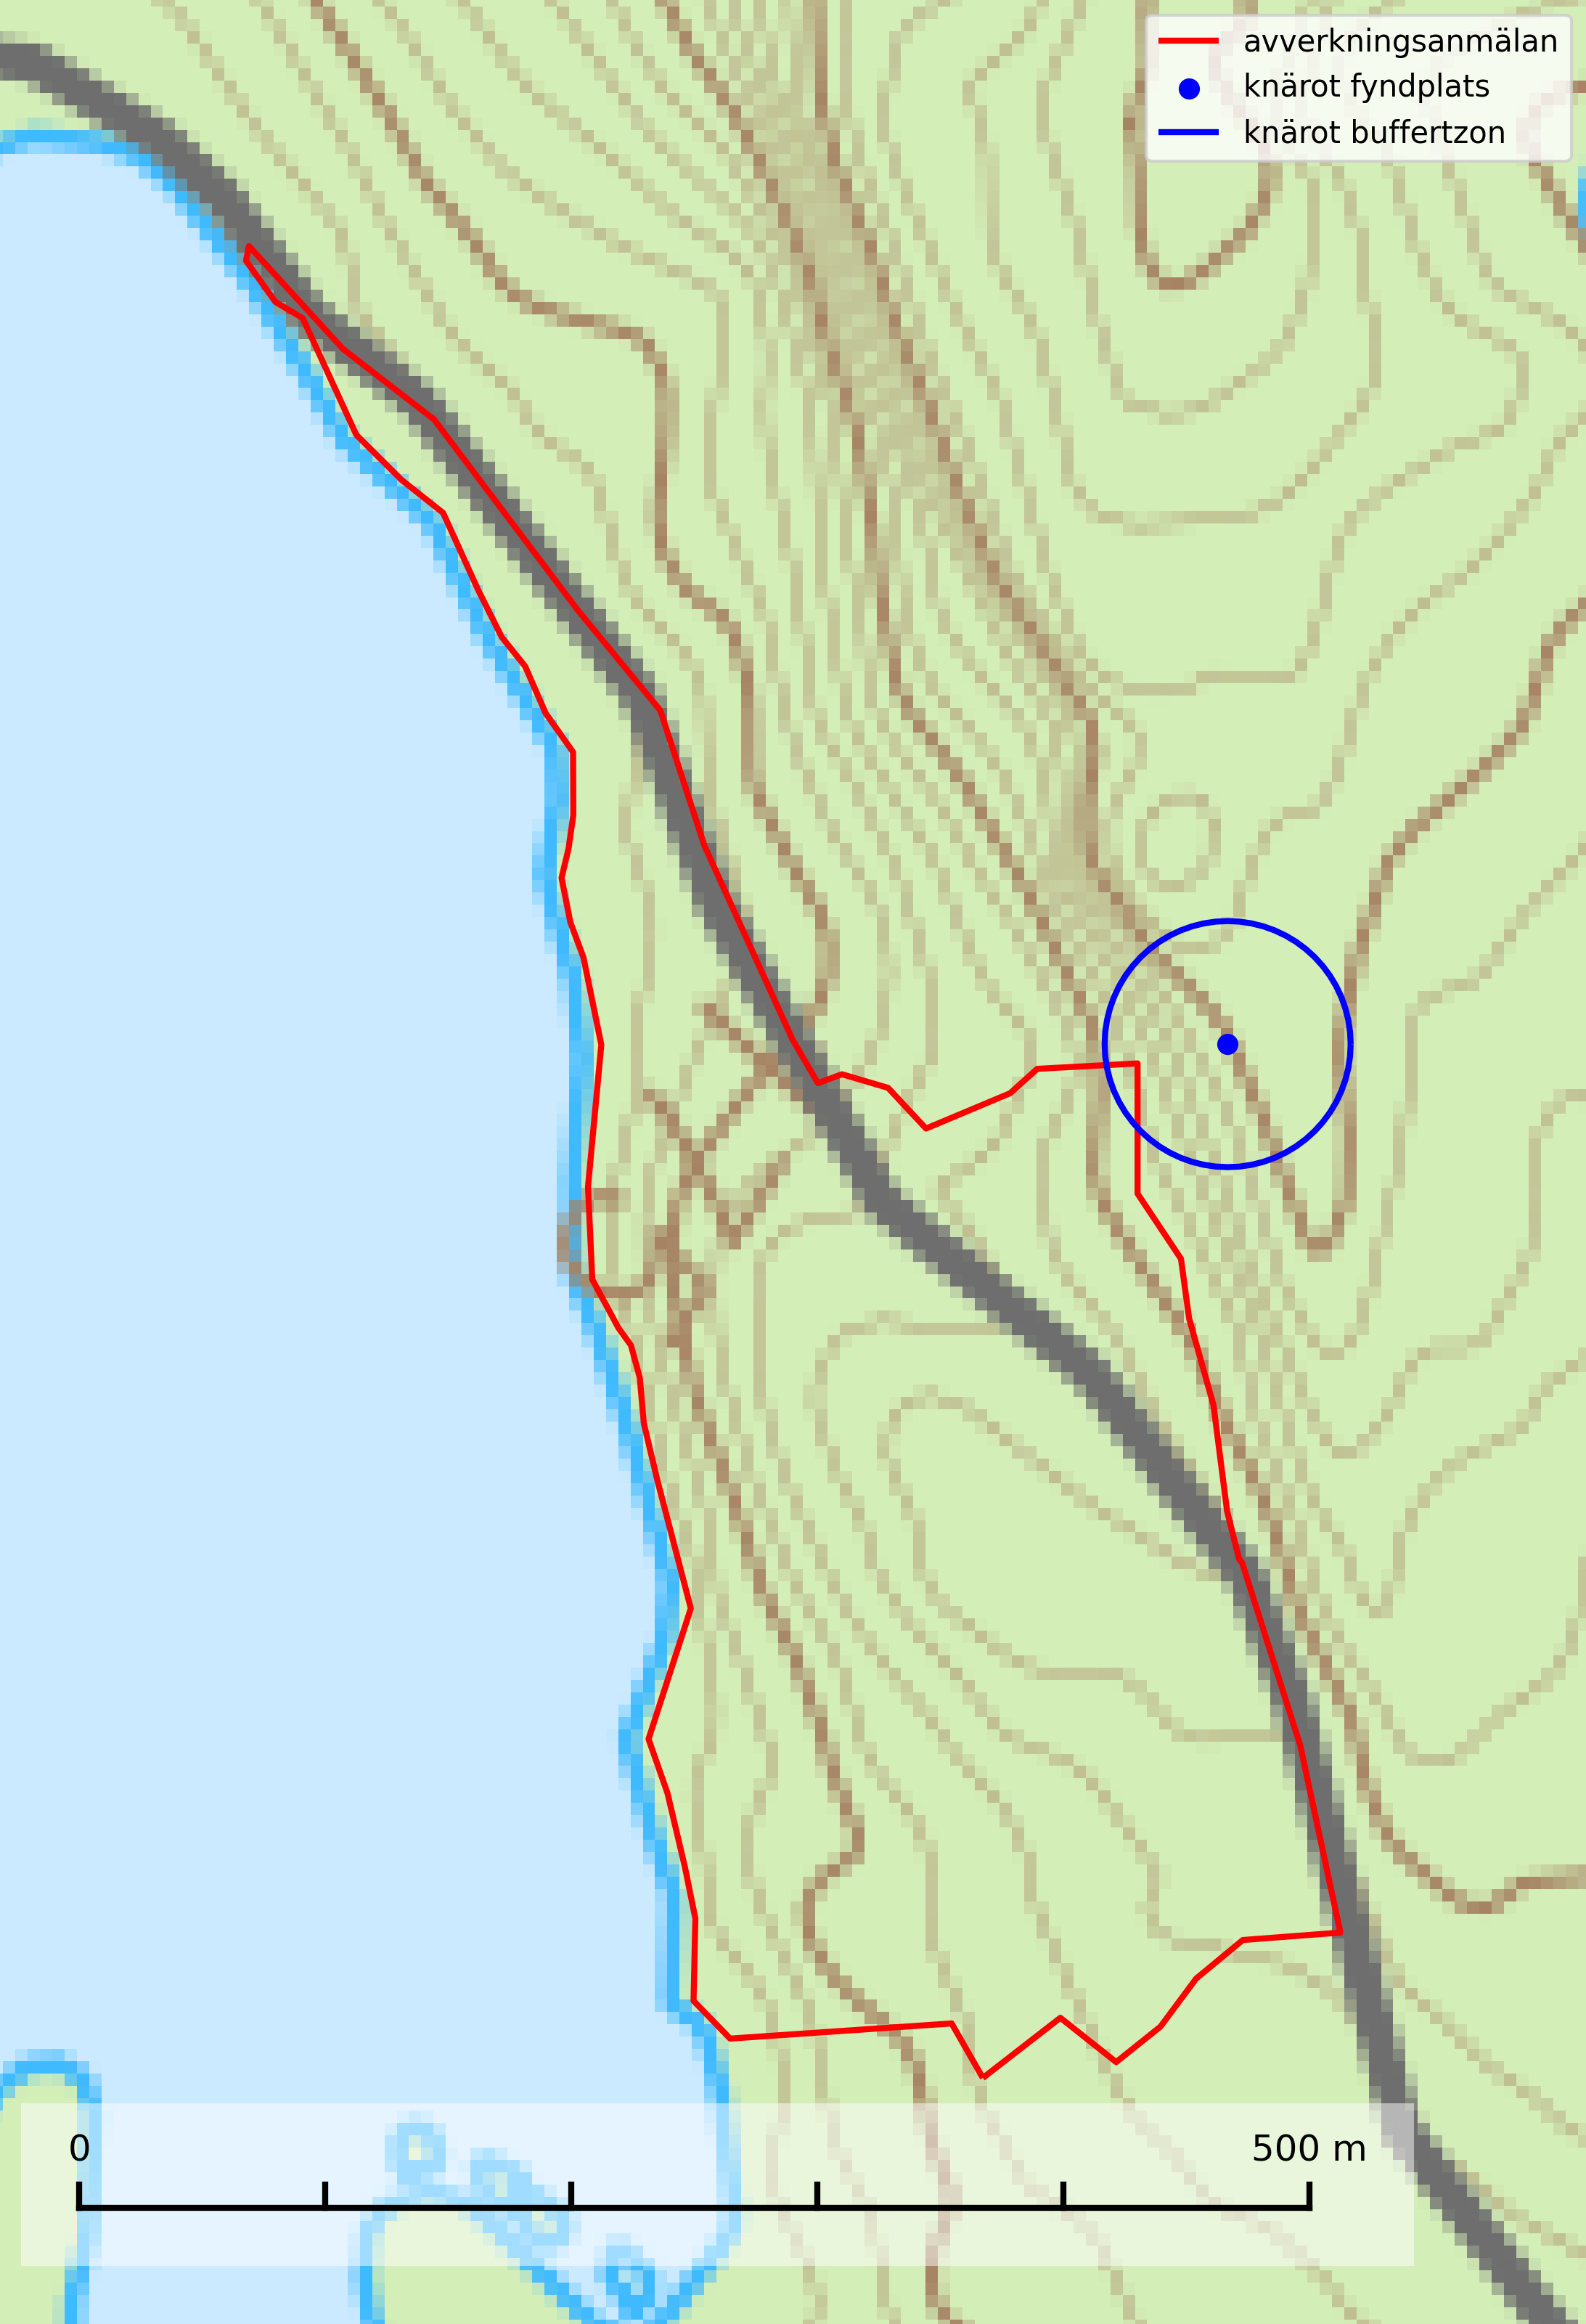 avverkningsanmälan
knärot fyndplats
knärot buffertzon
0
500 m